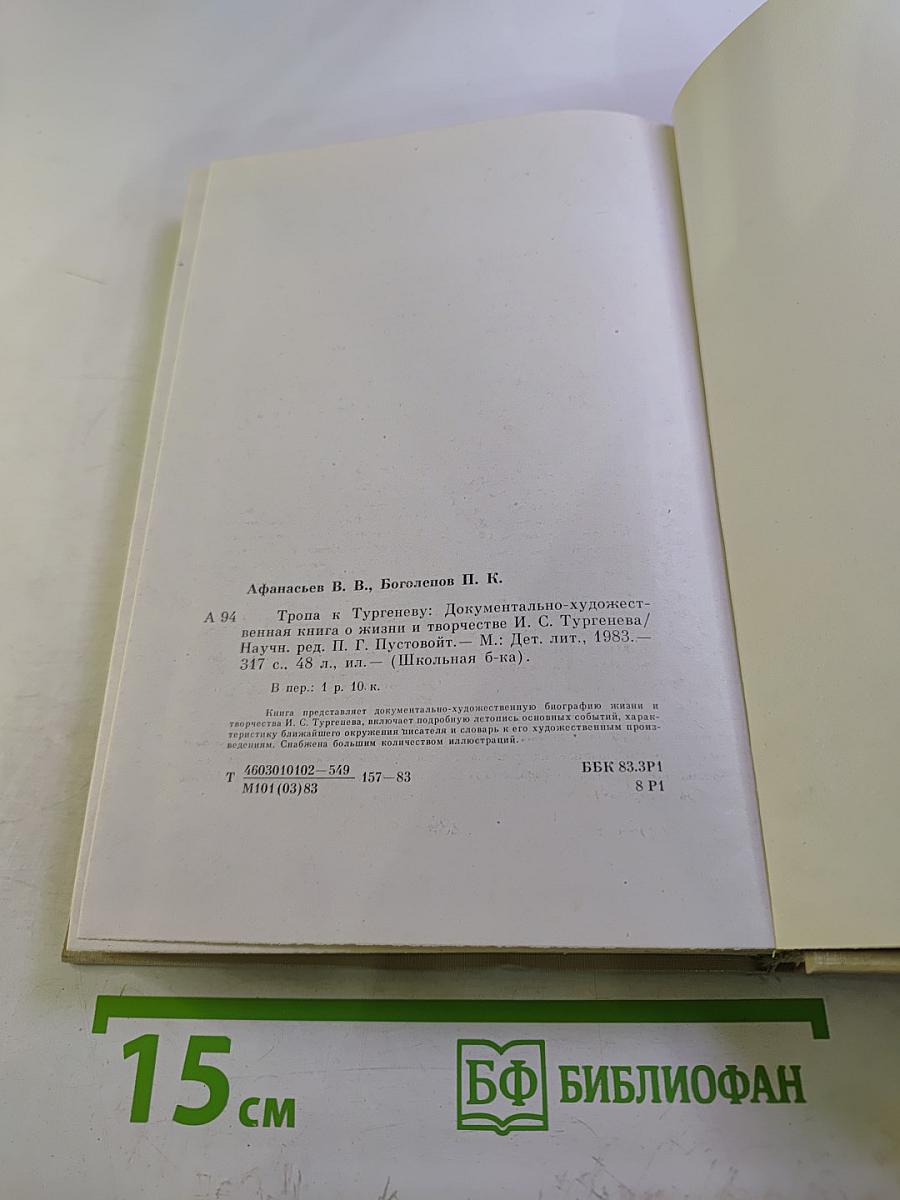 Афанасьев В. В., Боголепов П. К.
А 94 Тропа к Тургеневу: Документально-художест-
венная книга о жизни и творчестве И. С. Тургенева/
Научн. ред. П. Г. Пустовойт.— М.: Дет. лит., 1983.—
317 с., 48 л., ил.— (Школьная б-ка).
В пер.: 1 р. 10 к.
Книга представляет документально-художественную биографию жизни и
творчества И. С. Тургенева, включает подробную летопись основных событий, харак-
теристику ближайшего окружения писателя и словарь к его художественным произ-
ведениям. Снабжена большим количеством иллюстраций.
Т 4603010102—549 157—83
М101(03)83
ББК 83.3Р1
8 Р1
15 см
БФ БИБЛИОФАН